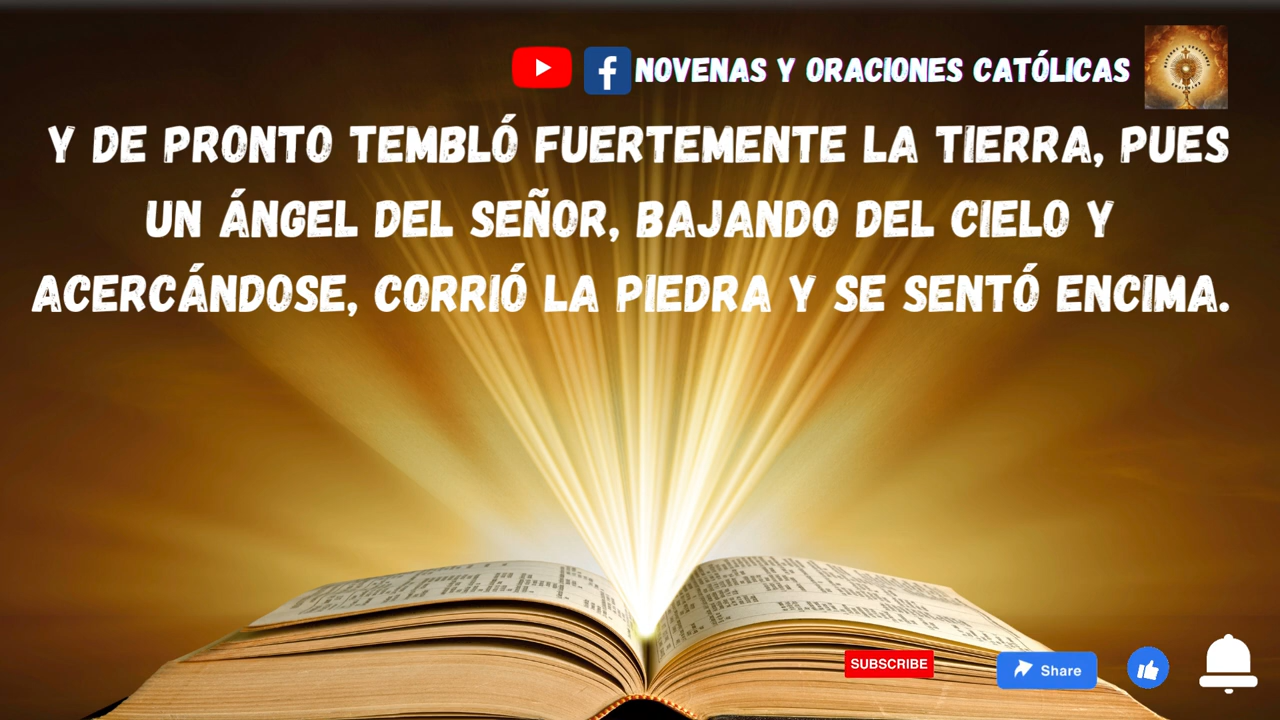 NOVENAS Y ORACIONES CATÓLICAS
Y DE PRONTO TEMBLÓ FUERTEMENTE LA TIERRA, PUES
UN ÁNGEL DEL SEÑOR, BAJANDO DEL CIELO Y
ACERCÁNDOSE, CORRIÓ LA PIEDRA Y SE SENTÓ ENCIMA.
SUBSCRIBE
Share